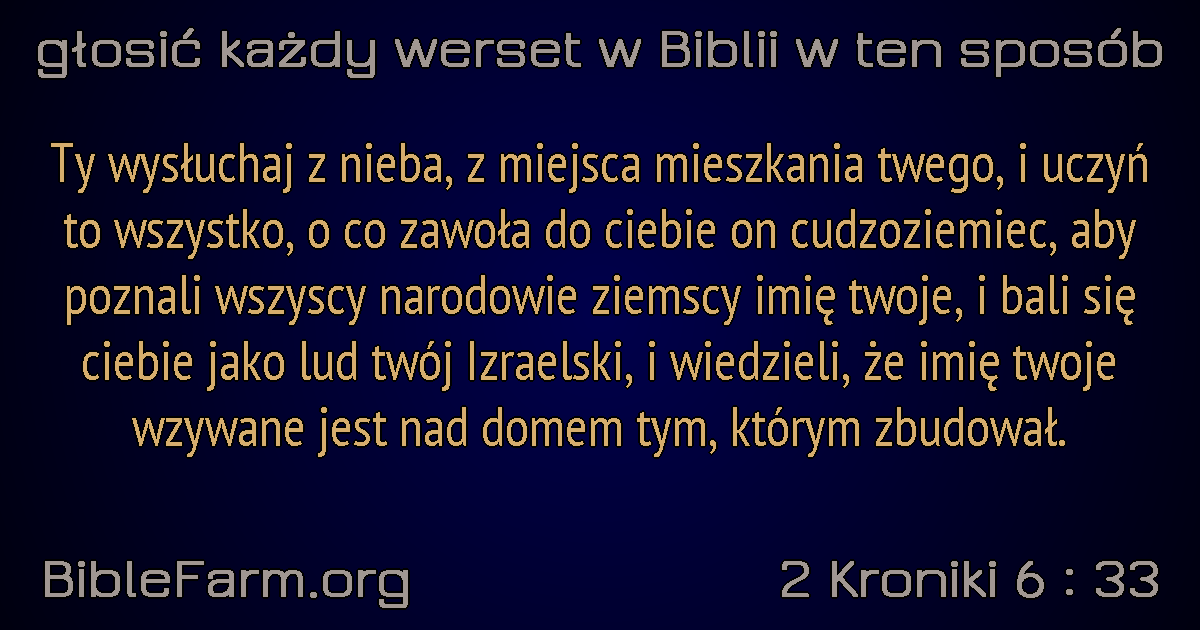 głosić każdy werset w Biblii w ten sposób
Ty wysłuchaj z nieba, z miejsca mieszkania twego, i uczyń
to wszystko, o co zawoła do ciebie on cudzoziemiec, aby
poznali wszyscy narodowie ziemscy imię twoje, i bali się
ciebie jako lud twój Izraelski, i wiedzieli, że imię twoje
wzywane jest nad domem tym, którym zbudował.
BibleFarm.org
2 Kroniki 6 : 33